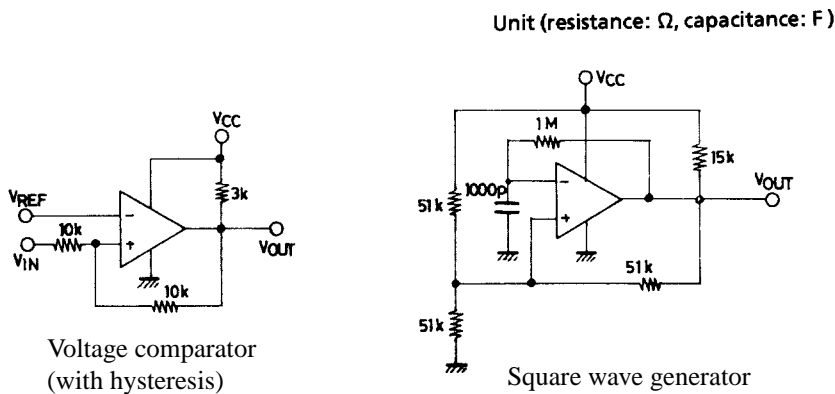 Unit (resistance: Ω, capacitance: F)
VCC
3k
VREF
10k
VIN
−
+
VOUT
10k
Voltage comparator
(with hysteresis)
VCC
1M
15k
1000p
51k
−
+
VOUT
51k
51k
Square wave generator